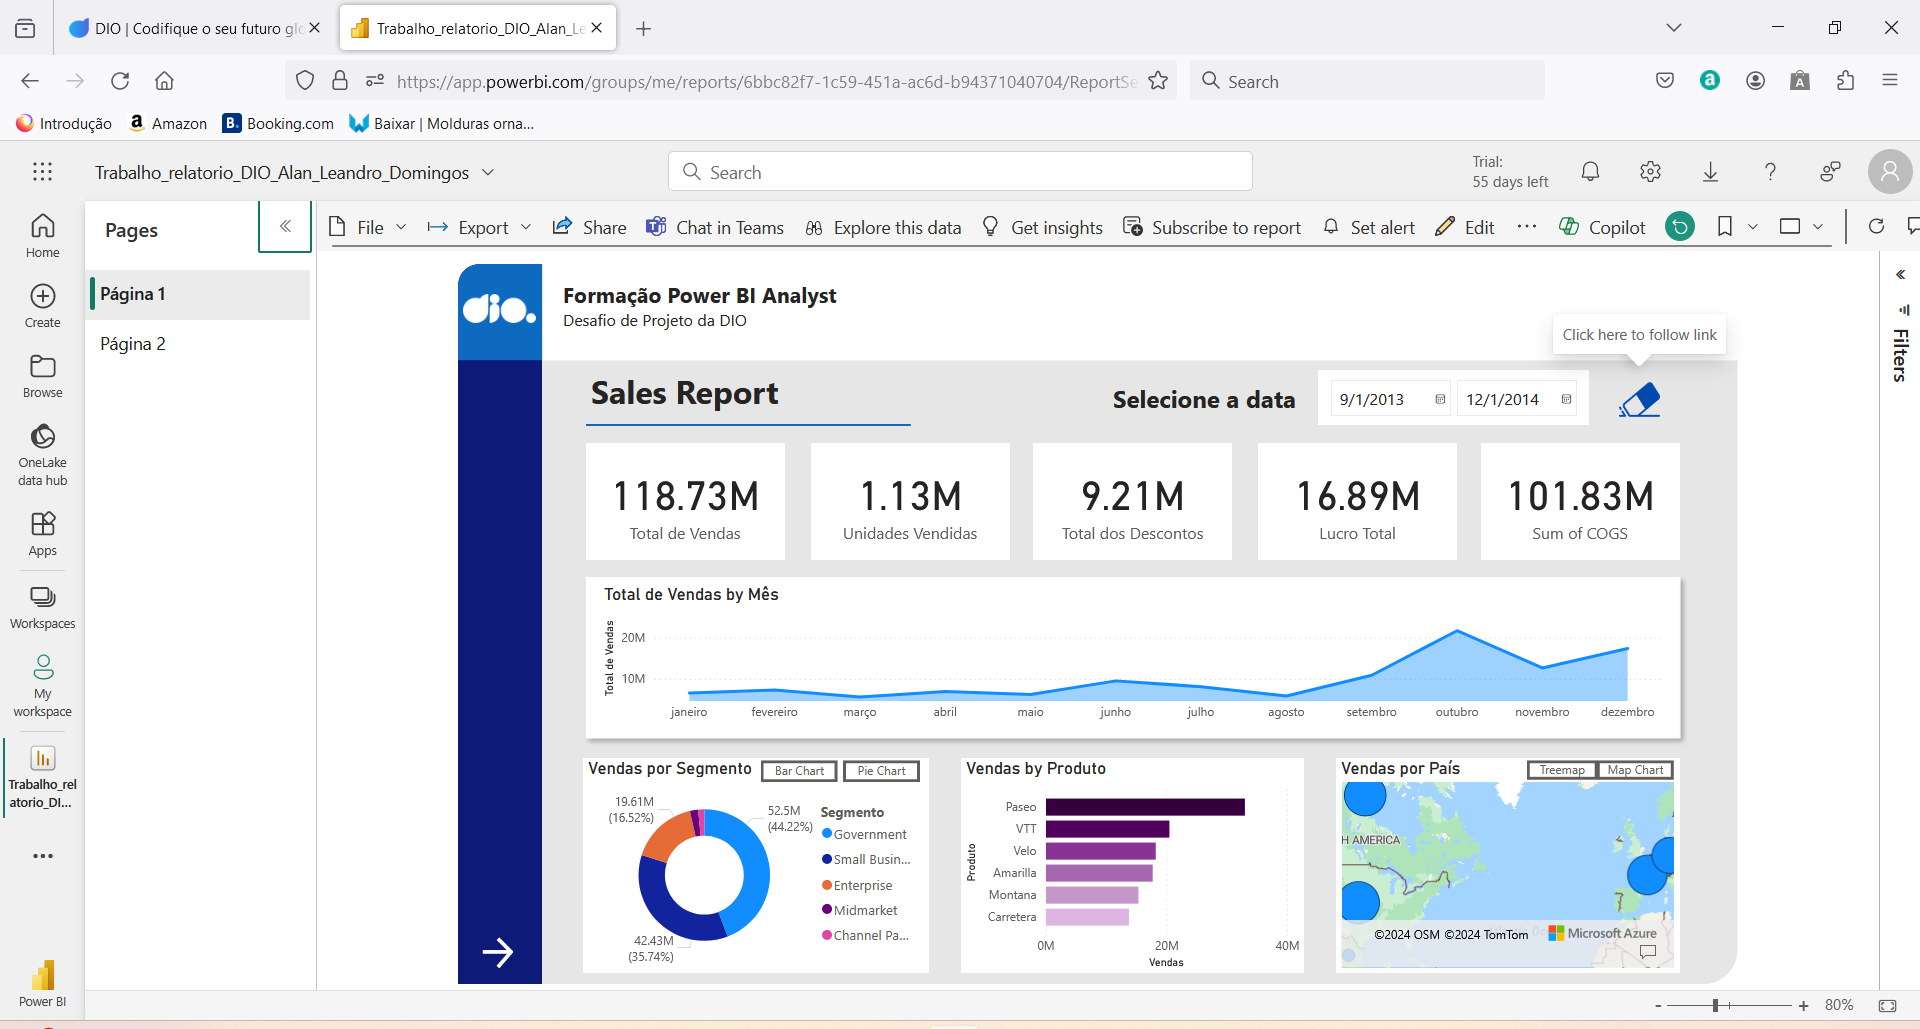 DIO | Codifique o seu futuro glo
Trabalho_relatorio_DIO_Alan_Le
https://app.powerbi.com/groups/me/reports/6bbc82f7-1c59-451a-ac6d-b94371040704/ReportSe
Search
Introdução
Amazon
Booking.com
Baixar | Molduras orna...
Trabalho_relatorio_DIO_Alan_Leandro_Domingos
Search
Trial:
55 days left
Home
Create
Browse
OneLake
data hub
Apps
Workspaces
My
workspace
Trabalho_rel
atorio_DI...
Power BI
Pages
Página 1
Página 2
File
Export
Share
Chat in Teams
Explore this data
Get insights
Subscribe to report
Set alert
Edit
Copilot
Filters
dio.
Formação Power BI Analyst
Desafio de Projeto da DIO
Click here to follow link
Sales Report
Selecione a data
9/1/2013
12/1/2014
118.73M
Total de Vendas
1.13M
Unidades Vendidas
9.21M
Total dos Descontos
16.89M
Lucro Total
101.83M
Sum of COGS
Total de Vendas by Mês
Total de Vendas
20M
10M
janeiro fevereiro março abril maio junho julho agosto setembro outubro novembro dezembro
Vendas por Segmento
Bar Chart
Pie Chart
19.61M
(16.52%)
52.5M
(44.22%)
42.43M
(35.74%)
Segmento
Government
Small Busin...
Enterprise
Midmarket
Channel Pa...
Vendas by Produto
Produto
Paseo
VTT
Velo
Amarilla
Montana
Carretera
0M 20M 40M
Vendas
Vendas por País
Treemap
Map Chart
H AMERICA
©2024 OSM ©2024 TomTom
Microsoft Azure
80%